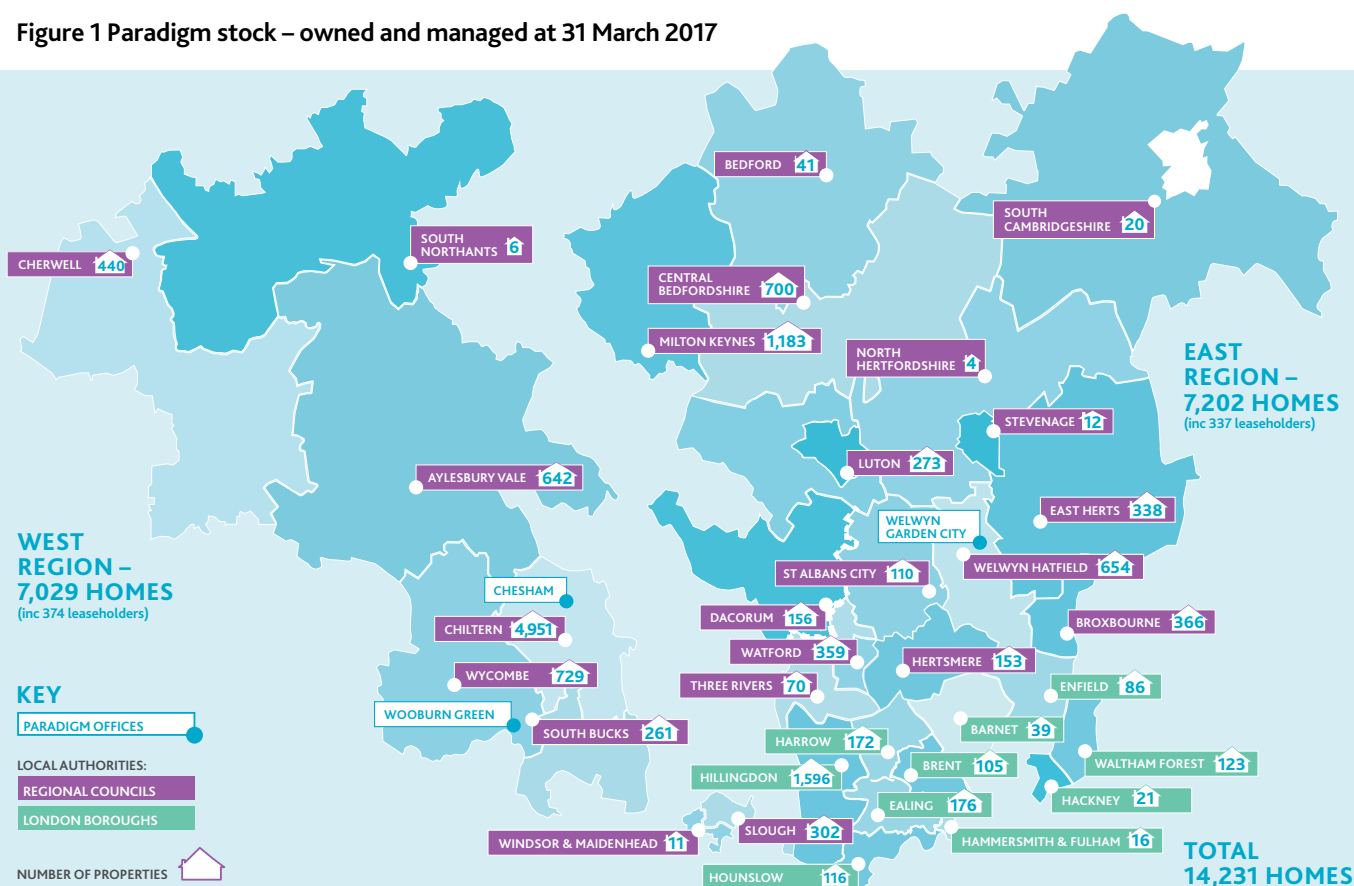 Figure 1 Paradigm stock – owned and managed at 31 March 2017
BEDFORD 41
SOUTH
CAMBRIDGESHIRE 20
SOUTH
NORTHANTS 6
CHERWELL 440
CENTRAL
BEDFORDSHIRE 700
MILTON KEYNES 1,183
NORTH
HERTFORDSHIRE 4
EAST
REGION –
7,202 HOMES
(inc 337 leaseholders)
STEVENAGE 12
LUTON 273
AYLESBURY VALE 642
EAST HERTS 338
WELWYN
GARDEN CITY
WEST
REGION –
7,029 HOMES
(inc 374 leaseholders)
WELWYN HATFIELD 654
ST ALBANS CITY 110
CHESHAM
DACORUM 156
BROXBOURNE 366
CHILTERN 4,951
WATFORD 359
HERTSMERE 153
WYCOMBE 729
THREE RIVERS 70
ENFIELD 86
KEY
PARADIGM OFFICES
WOOBURN GREEN
SOUTH BUCKS 261
BARNET 39
HARROW 172
LOCAL AUTHORITIES:
REGIONAL COUNCILS
LONDON BOROUGHS
HILLINGDON 1,596
BRENT 105
WALTHAM FOREST 123
HACKNEY 21
EALING 176
WINDSOR & MAIDENHEAD 11
SLOUGH 302
HAMMERSMITH & FULHAM 16
NUMBER OF PROPERTIES
HOUNSLOW 116
TOTAL
14,231 HOMES